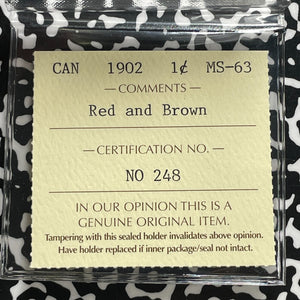 CAN 1902 1¢ MS-63
— COMMENTS —
Red and Brown
— CERTIFICATION NO. —
NO 248
IN OUR OPINION THIS IS A
GENUINE ORIGINAL ITEM.
Tampering with this sealed holder invalidates above opinion.
Have holder replaced if inner package/seal not intact.